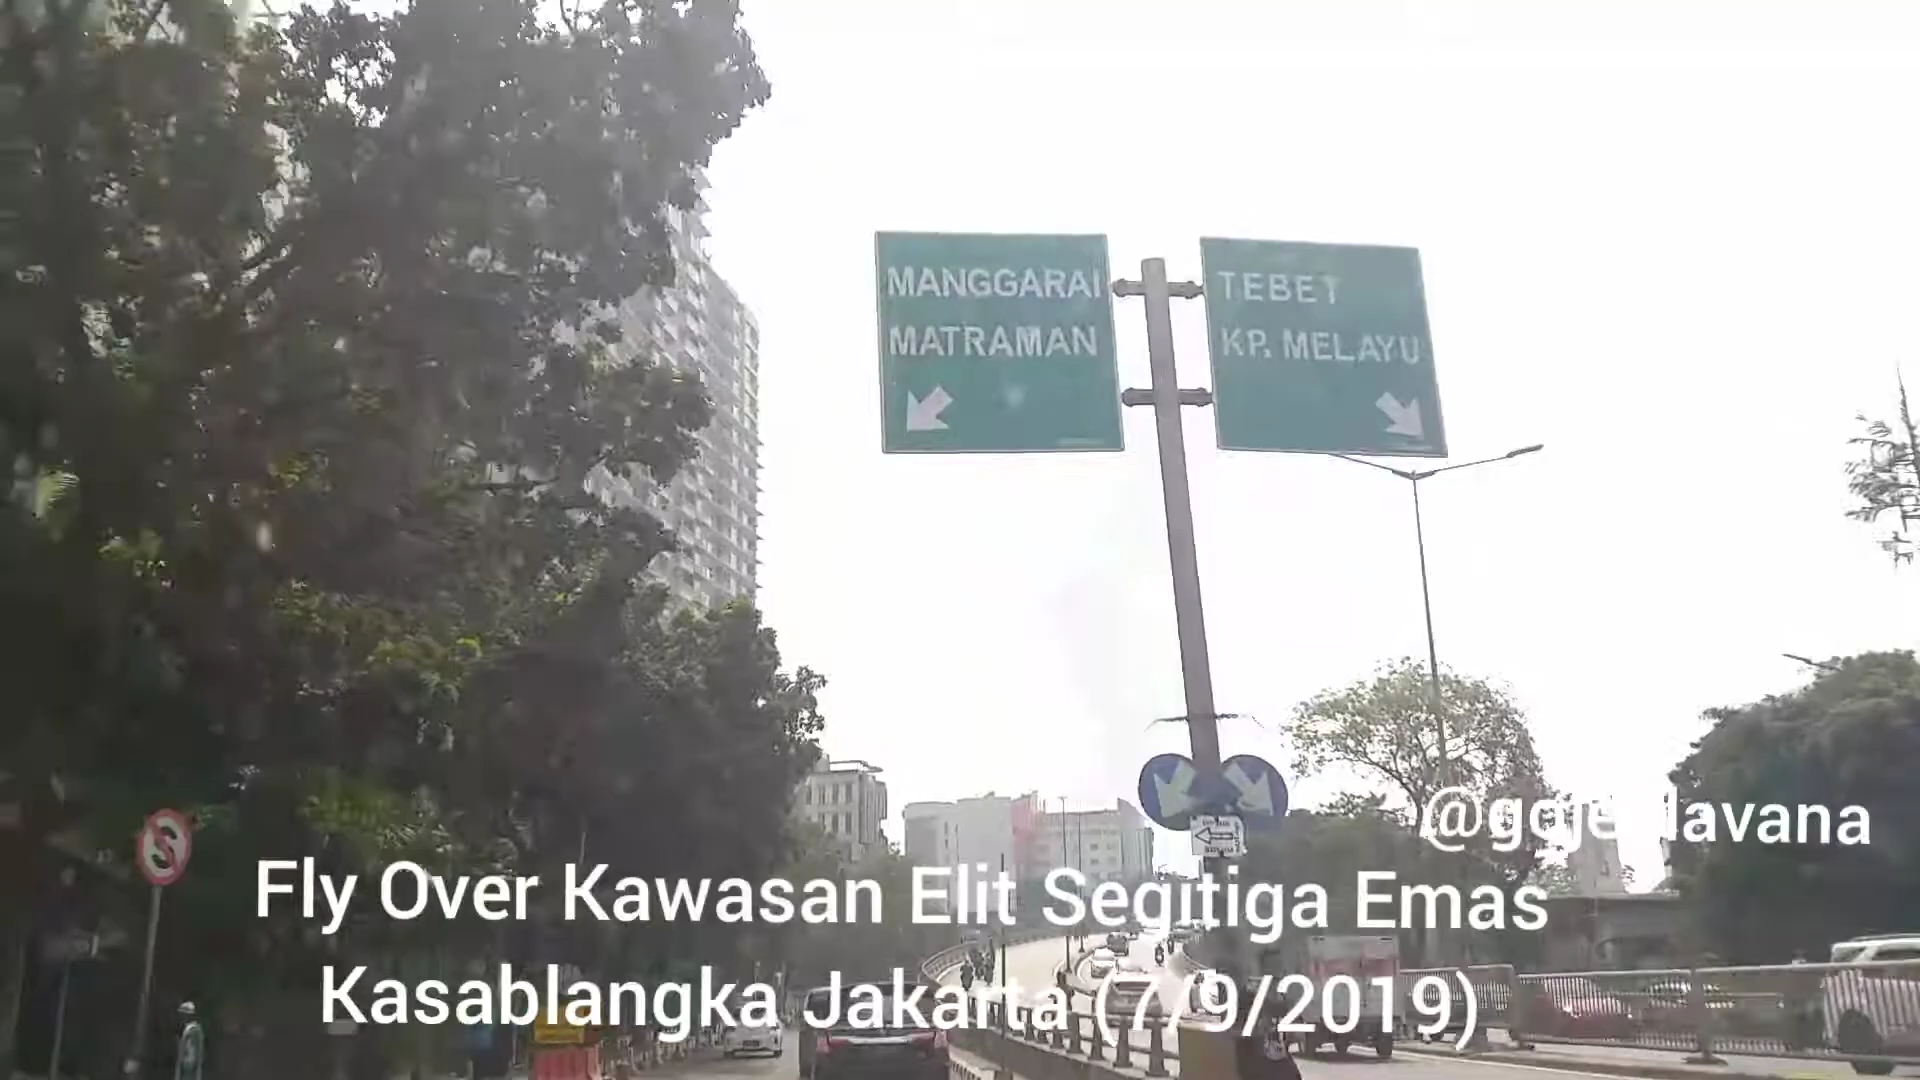 MANGGARAI
MATRAMAN
TEBET
KP. MELAYU
S
Fly Over Kawasan Elit Segitiga Emas
Kasablangka Jakarta (7/9/2019)